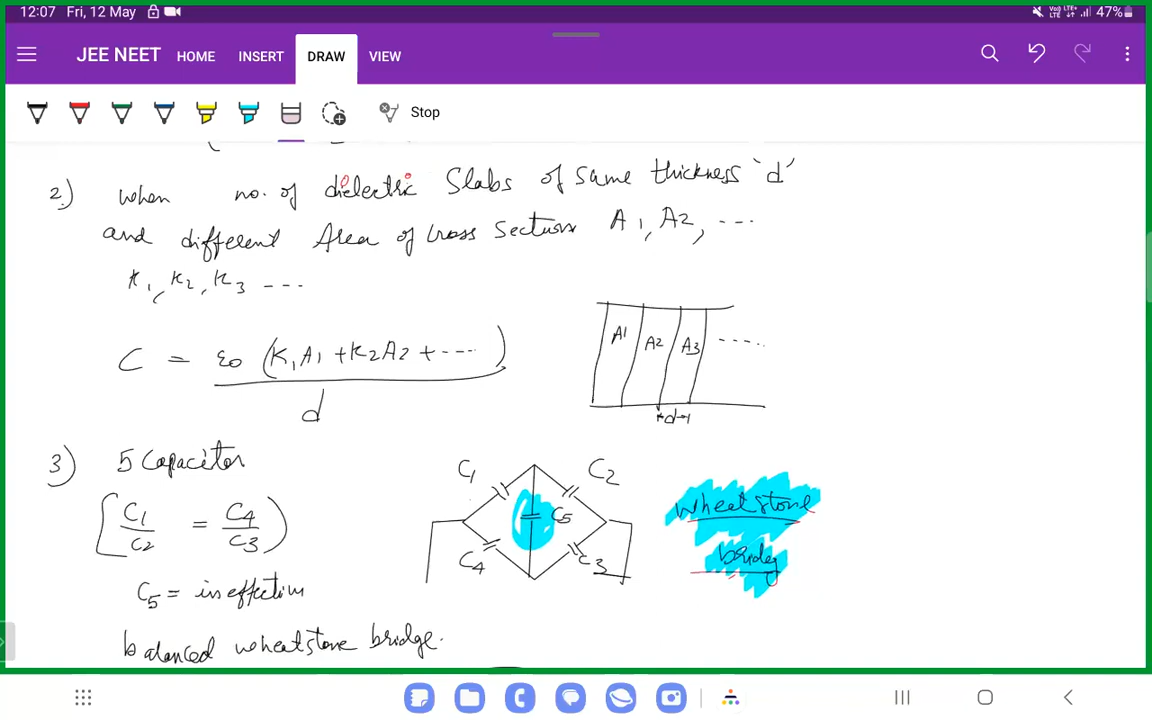 12:07 Fri, 12 May
47%
JEE NEET HOME INSERT DRAW VIEW
Stop
2.) when no. of dielectric Slabs of same thickness 'd'
and different Area of Cross Section A1, A2, ----
K1, K2, K3 ----
C = ε0 (K1A1 + K2A2 + ----)
d
A1 A2 A3 -----
d
3) 5 Capacitor
[C1/C2 = C4/C3)
C5 = ineffective
balanced wheatstone bridge.
C1 C2
C5
C4 C3
Wheatstone
bridge